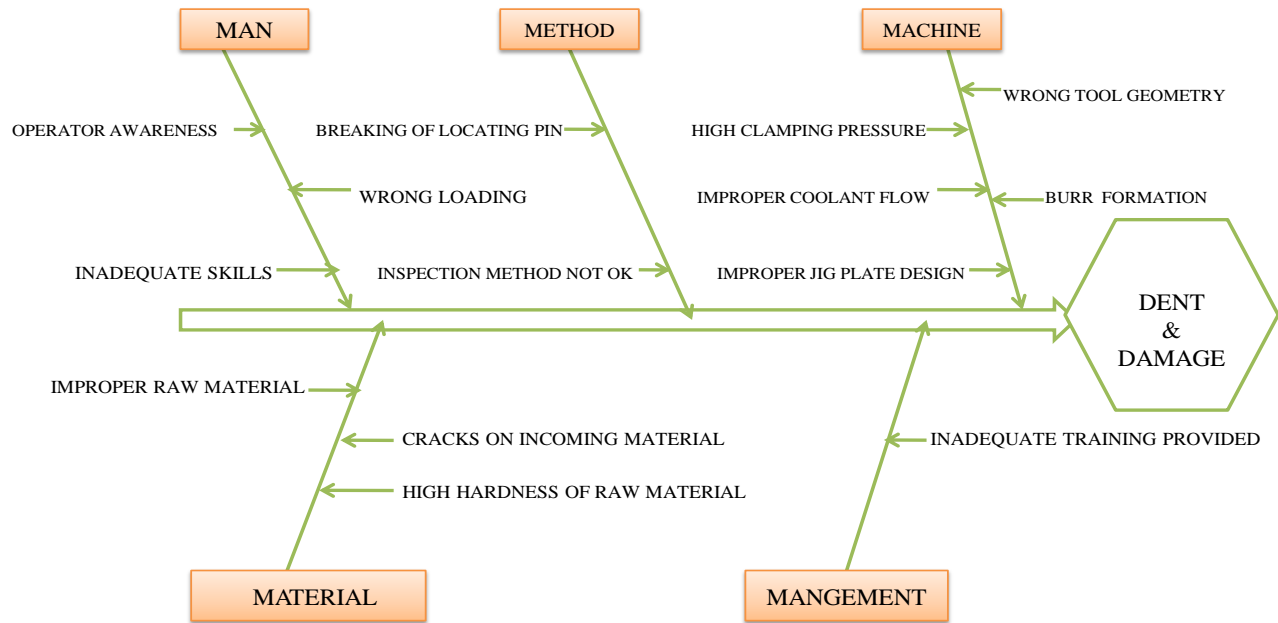 MAN
METHOD
MACHINE
WRONG TOOL GEOMETRY
OPERATOR AWARENESS
BREAKING OF LOCATING PIN
HIGH CLAMPING PRESSURE
WRONG LOADING
IMPROPER COOLANT FLOW
BURR FORMATION
INADEQUATE SKILLS
INSPECTION METHOD NOT OK
IMPROPER JIG PLATE DESIGN
DENT
&
DAMAGE
IMPROPER RAW MATERIAL
CRACKS ON INCOMING MATERIAL
INADEQUATE TRAINING PROVIDED
HIGH HARDNESS OF RAW MATERIAL
MATERIAL
MANGEMENT